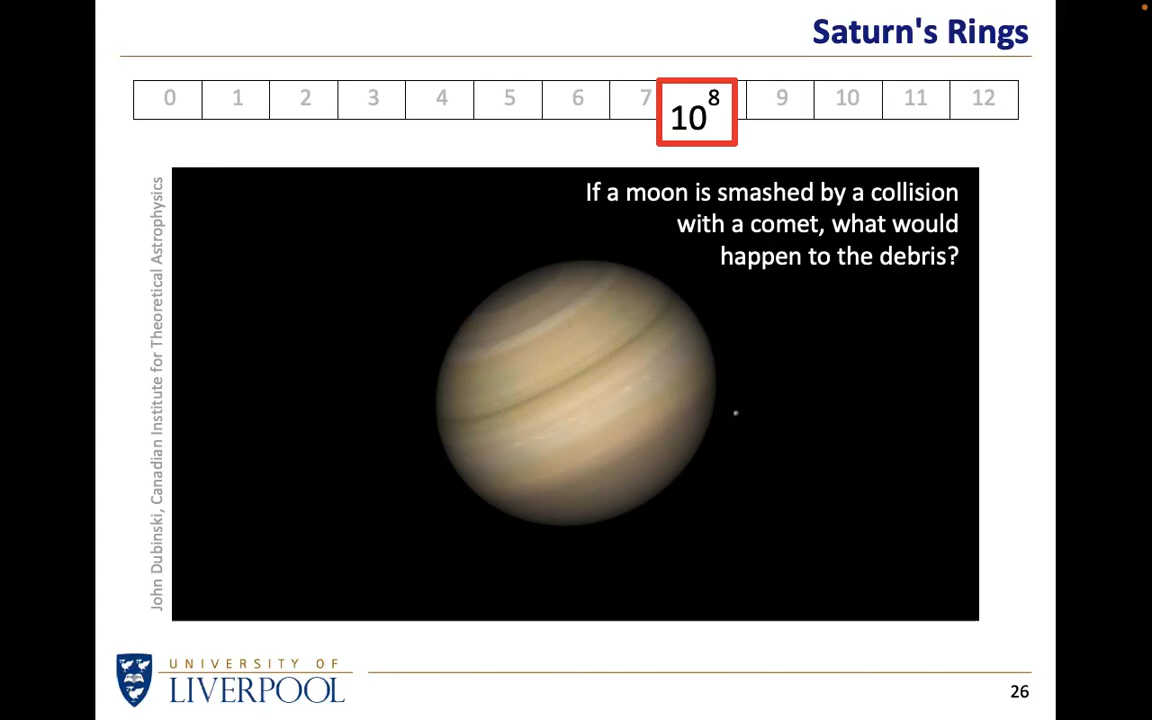 Saturn's Rings
0 1 2 3 4 5 6 7 10⁸ 9 10 11 12
If a moon is smashed by a collision
with a comet, what would
happen to the debris?
John Dubinski, Canadian Institute for Theoretical Astrophysics
UNIVERSITY OF
LIVERPOOL
26